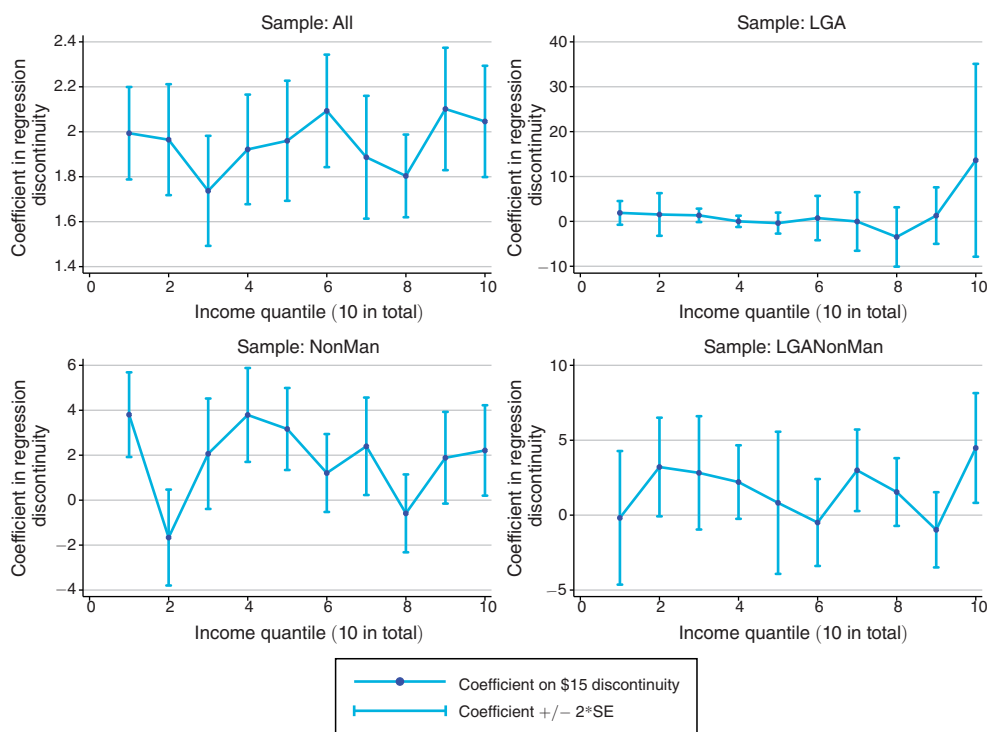 Sample: All
Coefficient in regression
discontinuity
2.4
2.2
2
1.8
1.6
1.4
0 2 4 6 8 10
Income quantile (10 in total)
Sample: LGA
Coefficient in regression
discontinuity
40
30
20
10
0
−10
0 2 4 6 8 10
Income quantile (10 in total)
Sample: NonMan
Coefficient in regression
discontinuity
6
4
2
0
−2
−4
0 2 4 6 8 10
Income quantile (10 in total)
Sample: LGANonMan
Coefficient in regression
discontinuity
10
5
0
−5
0 2 4 6 8 10
Income quantile (10 in total)
Coefficient on $15 discontinuity
Coefficient +/− 2*SE